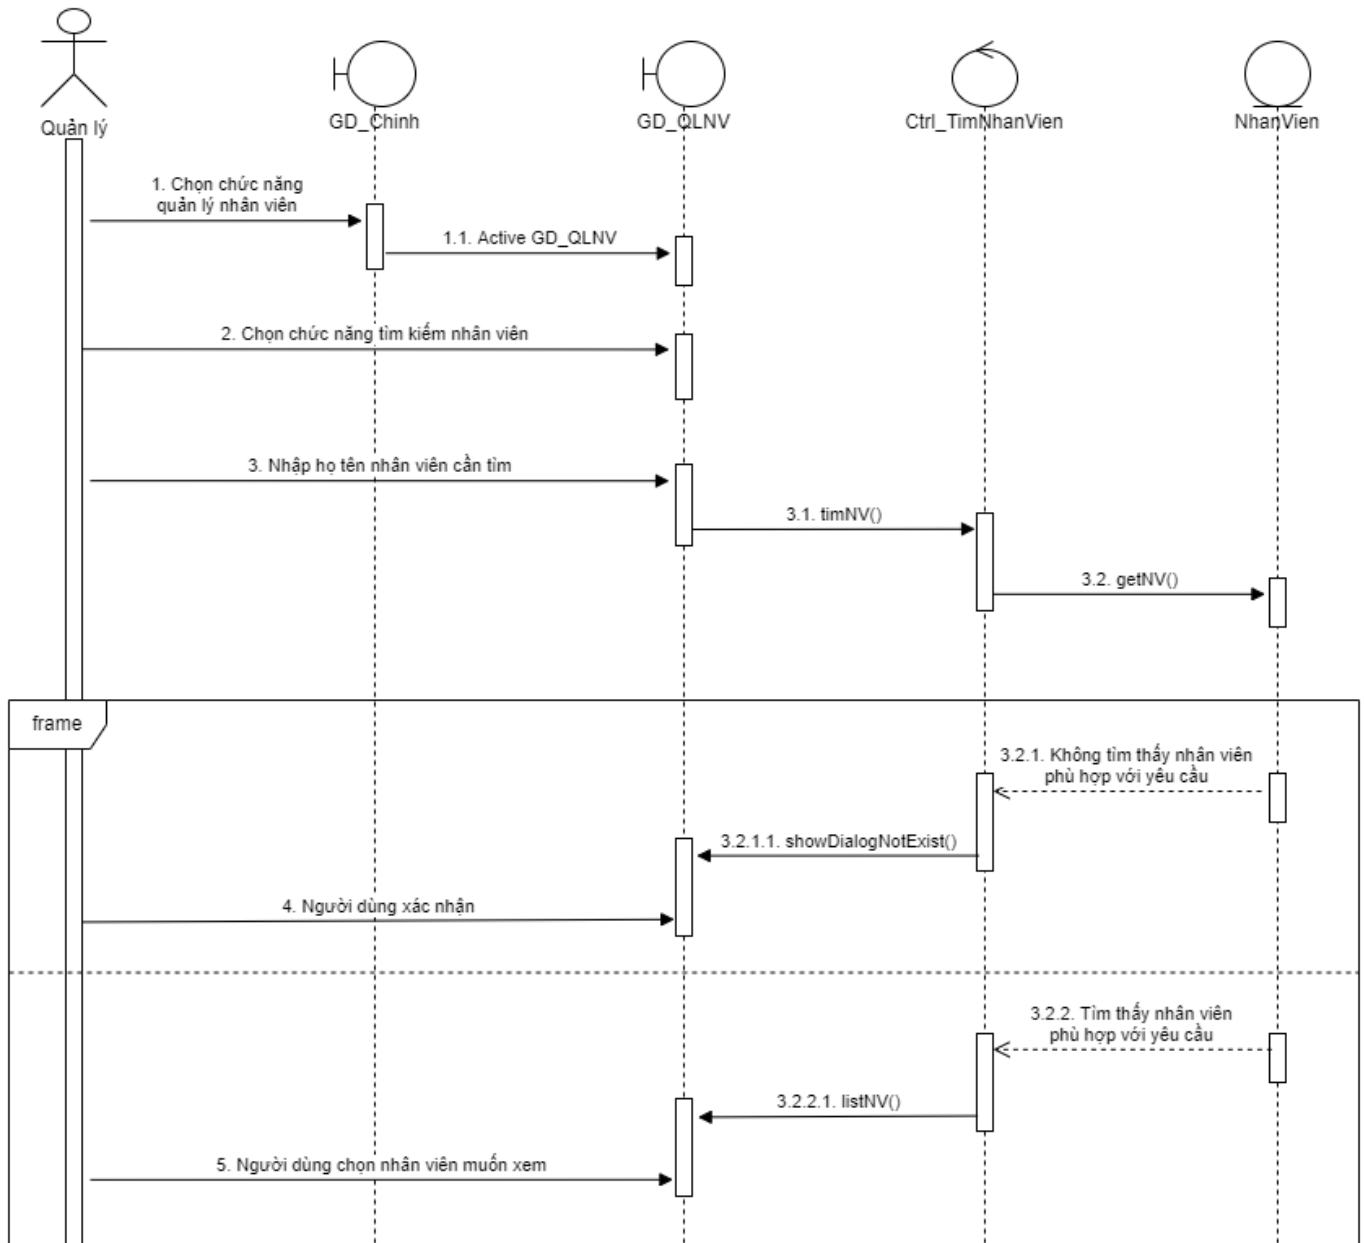 Quản lý
GD_Chinh
GD_QLNV
Ctrl_TimNhanVien
NhanVien
1. Chọn chức năng
quản lý nhân viên
1.1. Active GD_QLNV
2. Chọn chức năng tìm kiếm nhân viên
3. Nhập họ tên nhân viên cần tìm
3.1. timNV()
3.2. getNV()
frame
3.2.1. Không tìm thấy nhân viên
phù hợp với yêu cầu
3.2.1.1. showDialogNotExist()
4. Người dùng xác nhận
3.2.2. Tìm thấy nhân viên
phù hợp với yêu cầu
3.2.2.1. listNV()
5. Người dùng chọn nhân viên muốn xem